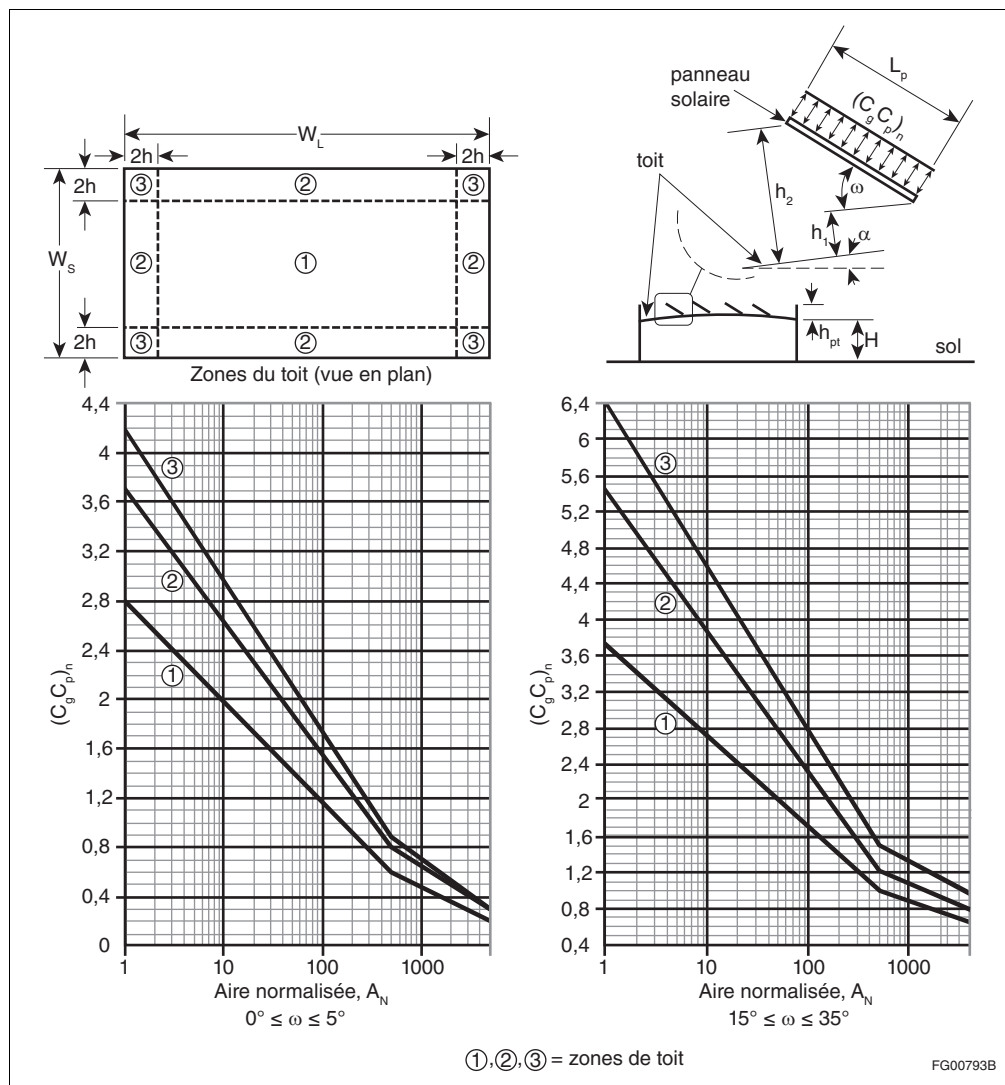 W_L
2h
2h
2h
W_S
2h
③
②
③
②
①
②
③
②
③
Zones du toit (vue en plan)
panneau
solaire
L_p
(C_g C_p)_n
toit
h_2
ω
h_1
α
h_pt
H
sol
(C_g C_p)_n
4,4
4
3,6
3,2
2,8
2,4
2
1,6
1,2
0,8
0,4
0
③
②
①
1
10
100
1000
Aire normalisée, A_N
0° ≤ ω ≤ 5°
(C_g C_p)_n
6,4
6
5,6
5,2
4,8
4,4
4
3,6
3,2
2,8
2,4
2
1,6
1,2
0,8
0,4
③
②
①
1
10
100
1000
Aire normalisée, A_N
15° ≤ ω ≤ 35°
①,②,③ = zones de toit
FG00793B